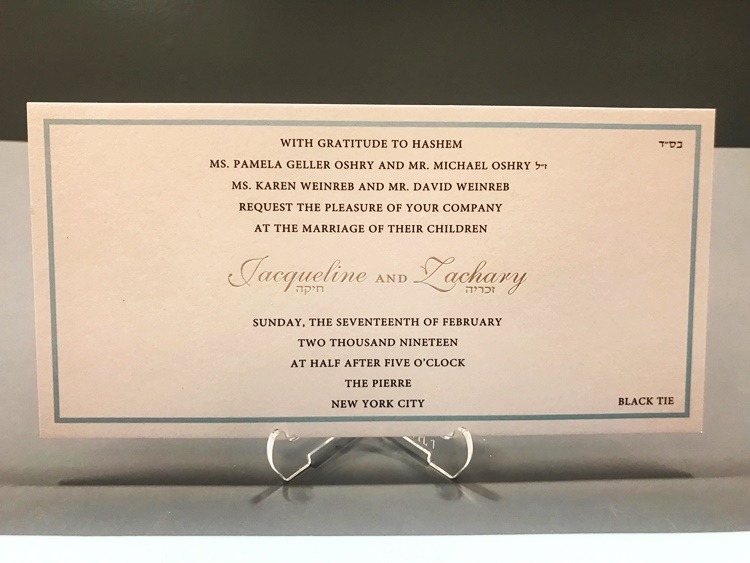 בס״ד
WITH GRATITUDE TO HASHEM
MS. PAMELA GELLER OSHRY AND MR. MICHAEL OSHRY ז״ל
MS. KAREN WEINREB AND MR. DAVID WEINREB
REQUEST THE PLEASURE OF YOUR COMPANY
AT THE MARRIAGE OF THEIR CHILDREN
Jacqueline AND Zachary
חיקה זכריה
SUNDAY, THE SEVENTEENTH OF FEBRUARY
TWO THOUSAND NINETEEN
AT HALF AFTER FIVE O'CLOCK
THE PIERRE
NEW YORK CITY
BLACK TIE